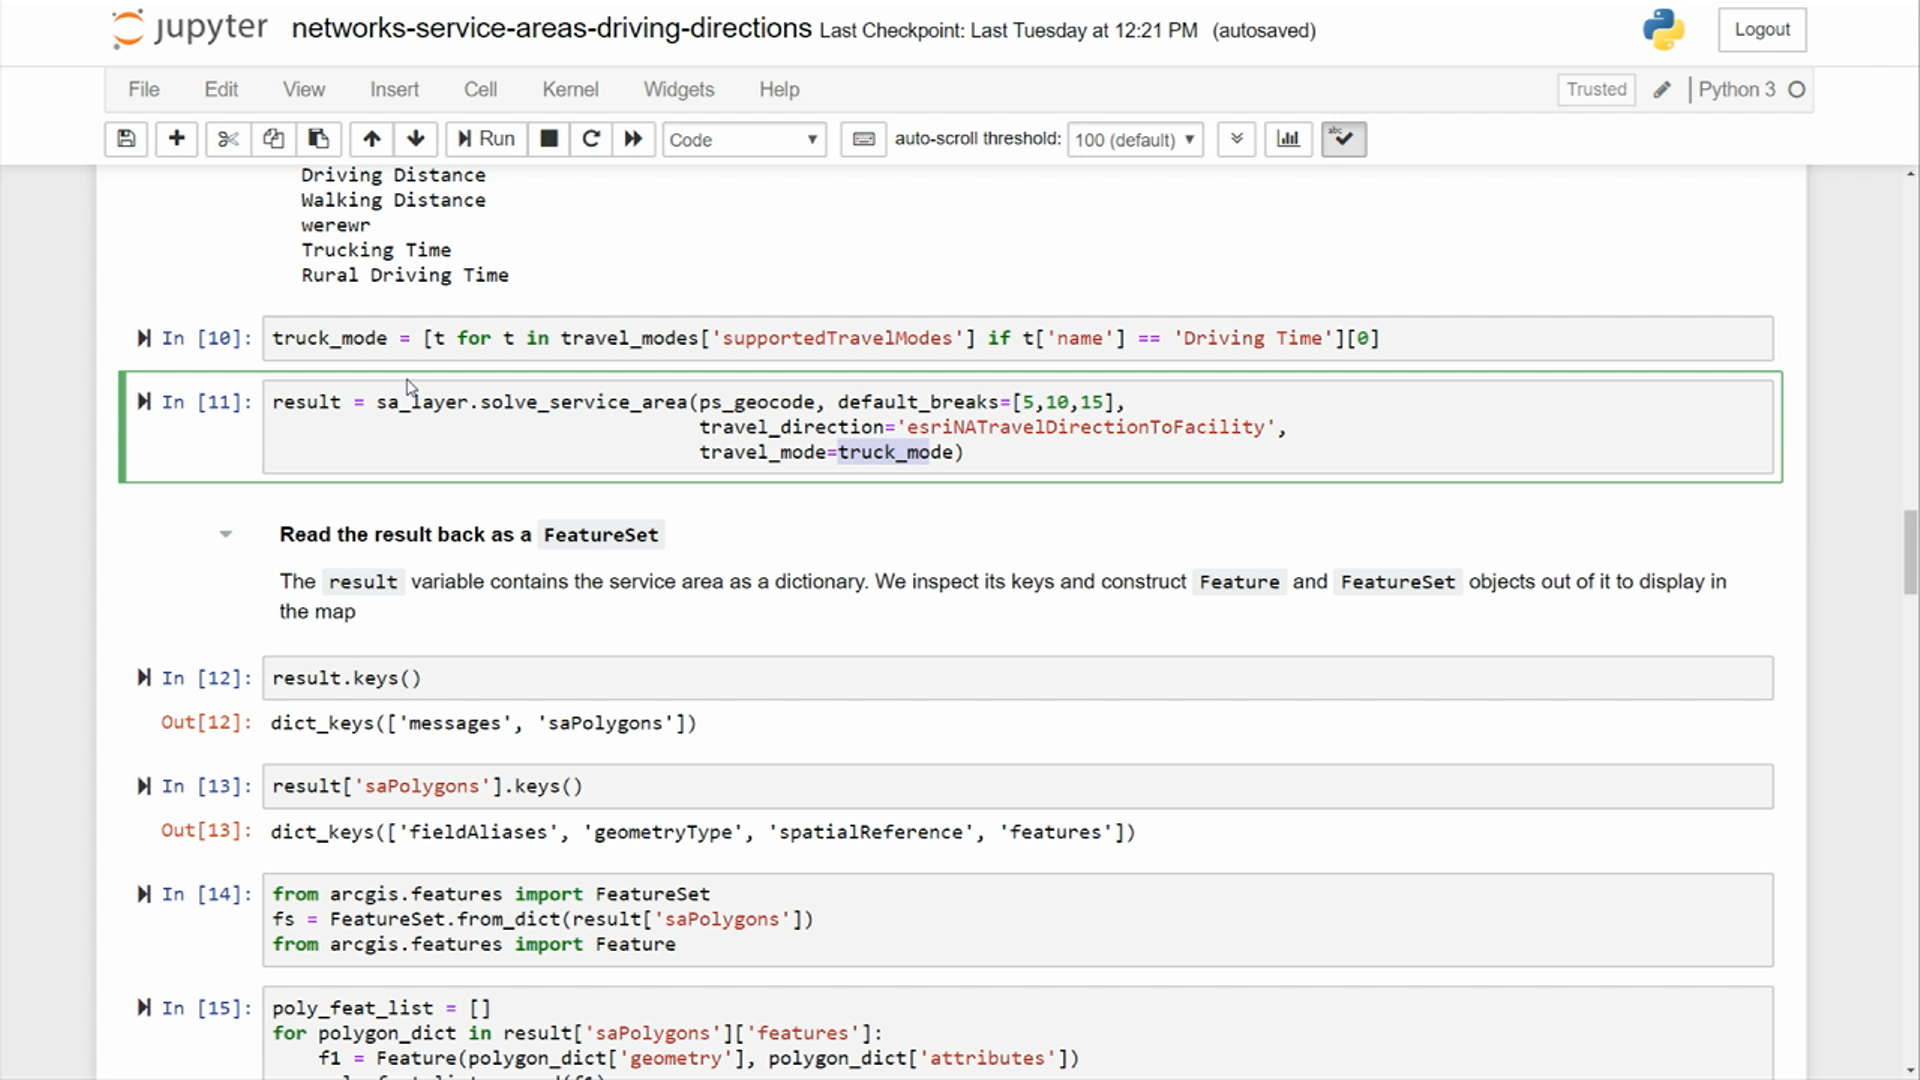 jupyter networks-service-areas-driving-directions Last Checkpoint: Last Tuesday at 12:21 PM (autosaved) Logout
File Edit View Insert Cell Kernel Widgets Help Trusted Python 3
Run Code auto-scroll threshold: 100 (default) abc
Driving Distance
Walking Distance
werewr
Trucking Time
Rural Driving Time
In [10]: truck_mode = [t for t in travel_modes['supportedTravelModes'] if t['name'] == 'Driving Time'][0]
In [11]: result = sa_layer.solve_service_area(ps_geocode, default_breaks=[5,10,15],
travel_direction='esriNATravelDirectionToFacility',
travel_mode=truck_mode)
Read the result back as a FeatureSet
The result variable contains the service area as a dictionary. We inspect its keys and construct Feature and FeatureSet objects out of it to display in
the map
In [12]: result.keys()
Out[12]: dict_keys(['messages', 'saPolygons'])
In [13]: result['saPolygons'].keys()
Out[13]: dict_keys(['fieldAliases', 'geometryType', 'spatialReference', 'features'])
In [14]: from arcgis.features import FeatureSet
fs = FeatureSet.from_dict(result['saPolygons'])
from arcgis.features import Feature
In [15]: poly_feat_list = []
for polygon_dict in result['saPolygons']['features']:
f1 = Feature(polygon_dict['geometry'], polygon_dict['attributes'])